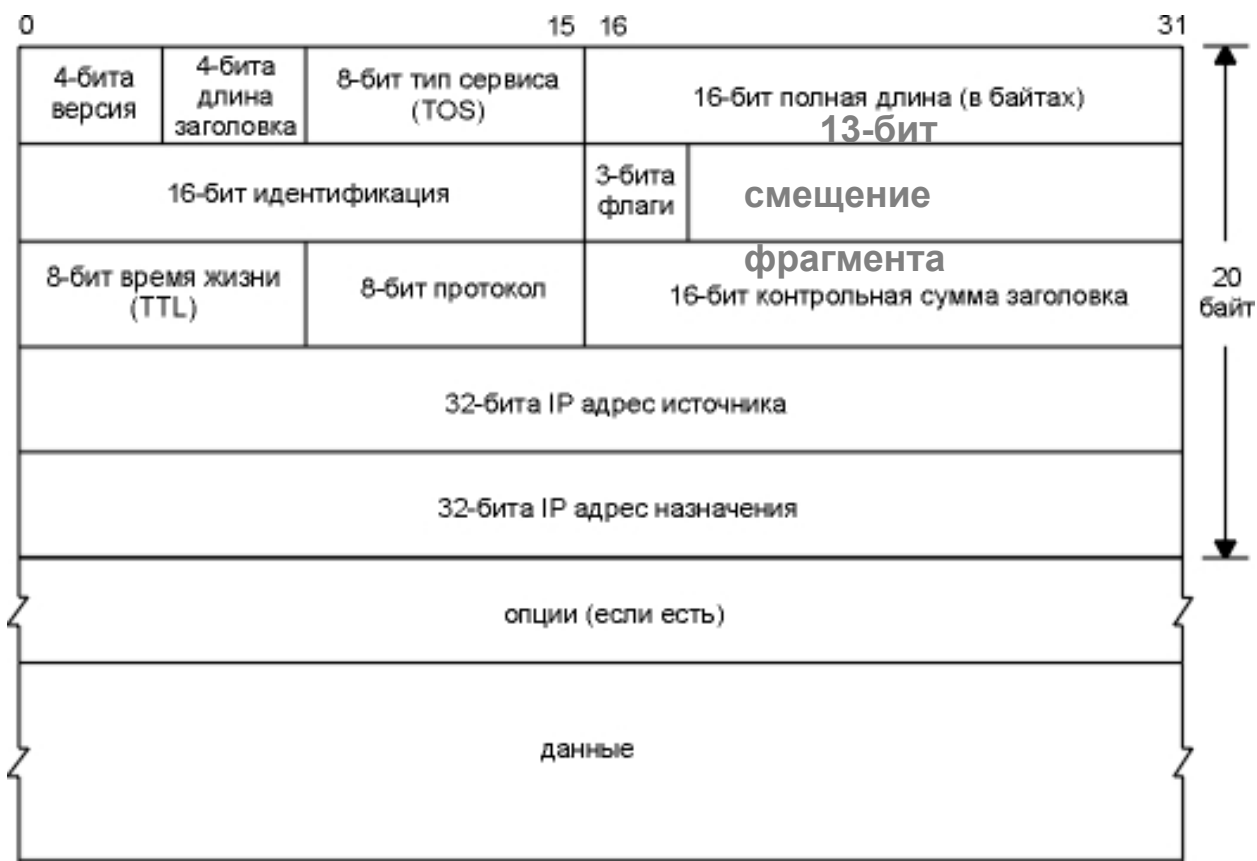 0 15 16 31
4-бита
версия
4-бита
длина
заголовка
8-бит тип сервиса
(TOS)
16-бит полная длина (в байтах)
16-бит идентификация
3-бита
флаги
13-бит
смещение
фрагмента
8-бит время жизни
(TTL)
8-бит протокол
16-бит контрольная сумма заголовка
20
байт
32-бита IP адрес источника
32-бита IP адрес назначения
опции (если есть)
данные